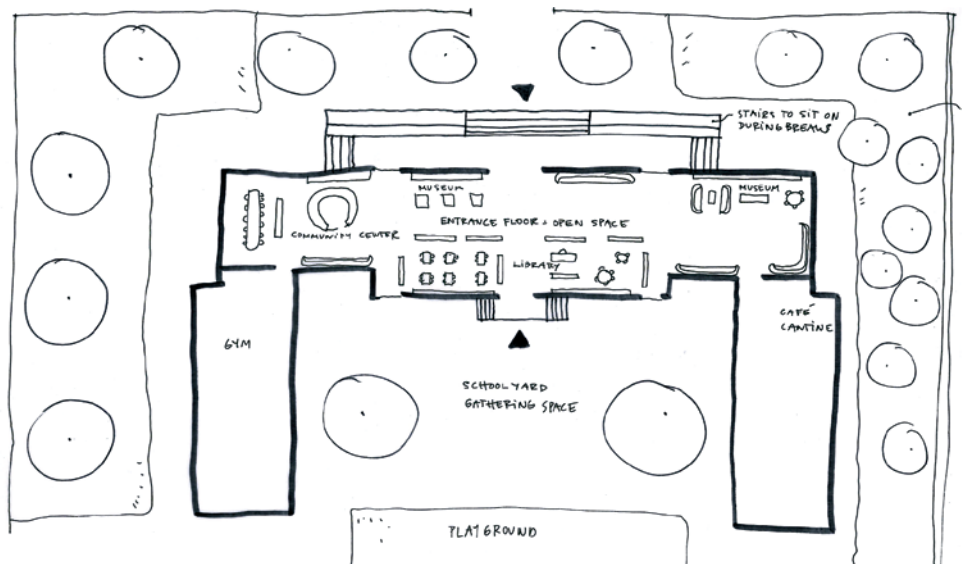 STAIRS TO SIT ON
DURING BREAKS
MUSEUM
MUSEUM
ENTRANCE FLOOR + OPEN SPACE
COMMUNITY CENTER
LIBRARY
GYM
CAFÉ
CANTINE
SCHOOLYARD
GATHERING SPACE
PLAYGROUND